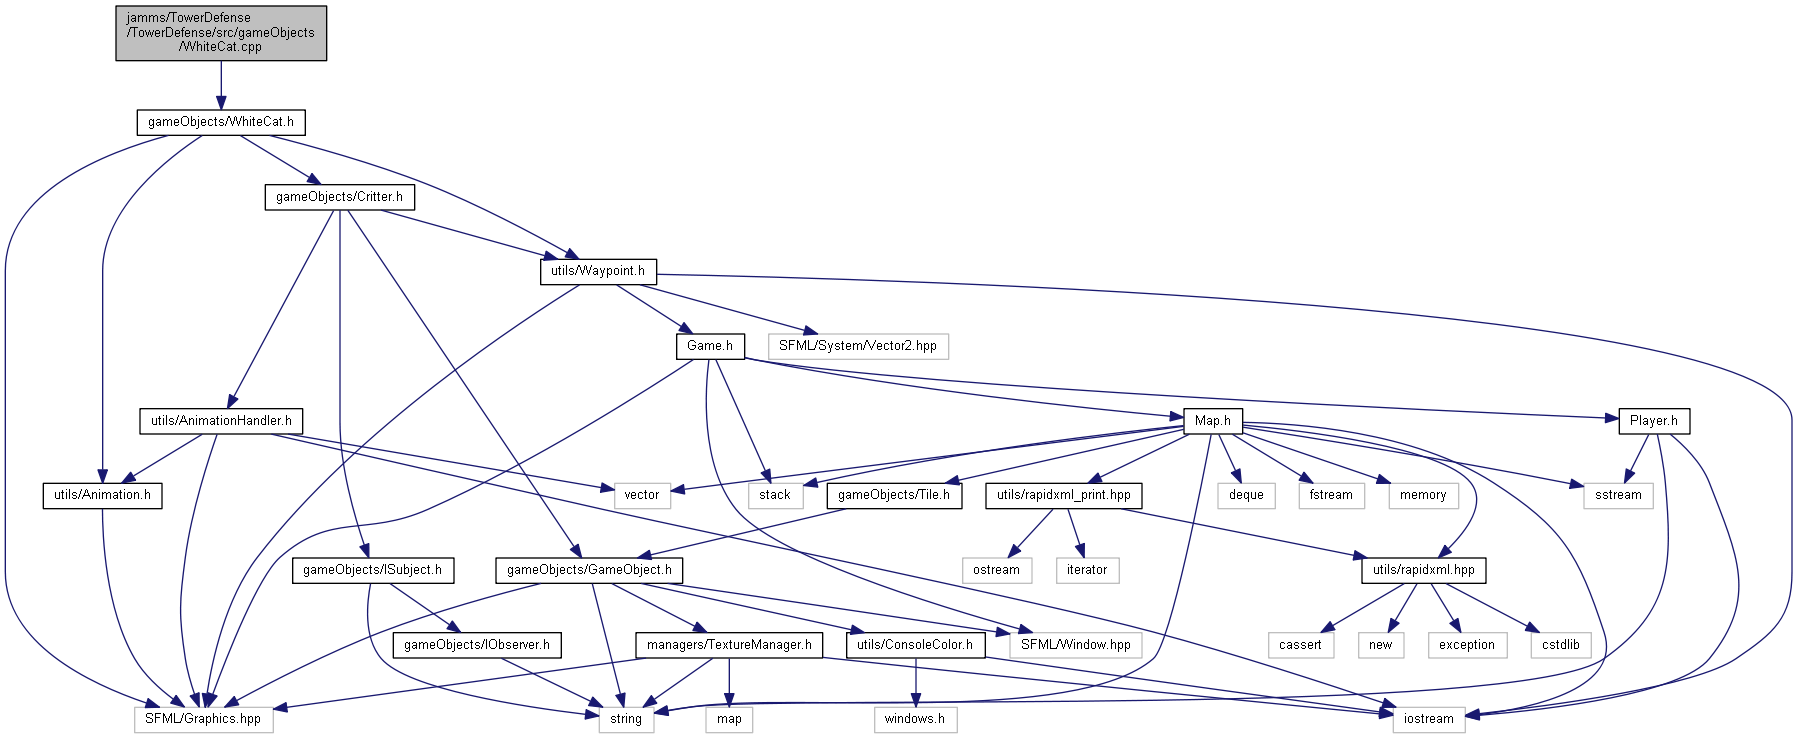 jamms/TowerDefense
/TowerDefense/src/gameObjects
/WhiteCat.cpp
gameObjects/WhiteCat.h
gameObjects/Critter.h
utils/Waypoint.h
Game.h
SFML/System/Vector2.hpp
utils/AnimationHandler.h
Map.h
Player.h
utils/Animation.h
vector
stack
gameObjects/Tile.h
utils/rapidxml_print.hpp
deque
fstream
memory
sstream
gameObjects/ISubject.h
gameObjects/GameObject.h
ostream
iterator
utils/rapidxml.hpp
gameObjects/IObserver.h
managers/TextureManager.h
utils/ConsoleColor.h
SFML/Window.hpp
cassert
new
exception
cstdlib
SFML/Graphics.hpp
string
map
windows.h
iostream